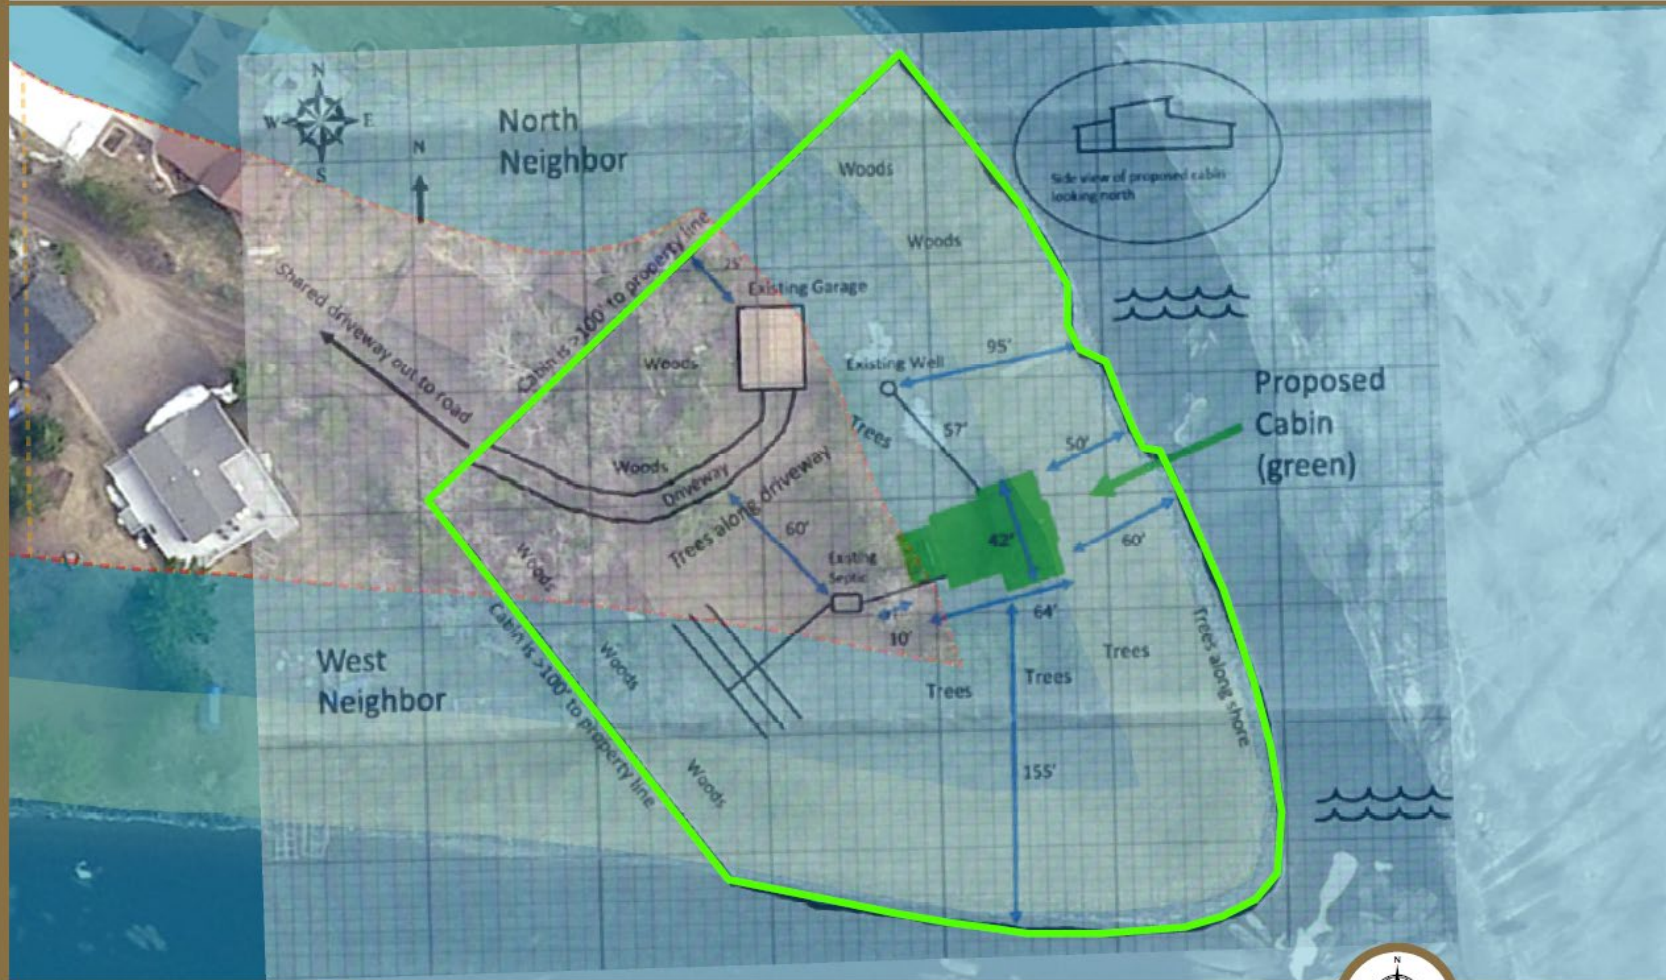 N
W
E
S
N
North
Neighbor
Woods
Side view of proposed cabin
looking north
Woods
Cabin is >100' to property line
25'
Existing Garage
Shared driveway out to road
Woods
Existing Well
95'
Proposed
Cabin
(green)
Trees
57'
50'
Woods
Driveway
Trees along driveway
60'
42'
60'
Woods
Existing
Septic
64'
10'
Cabin is >100' to property line
West
Neighbor
Woods
Trees
Trees
Trees
Trees along shore
Woods
155'
N